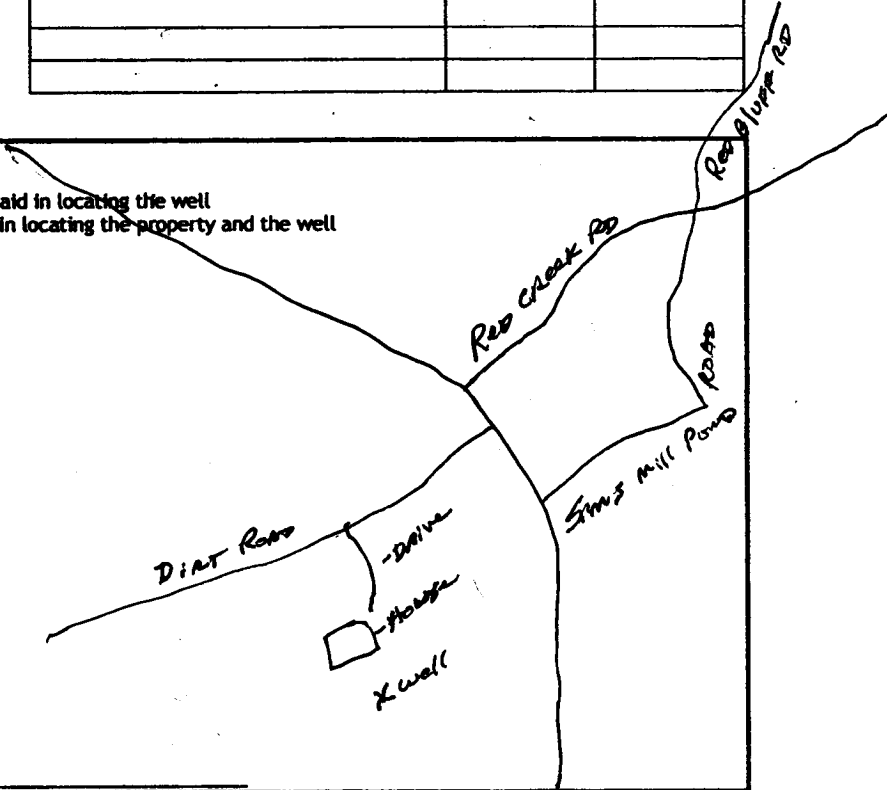 RED BLUFF RD
aid in locating the well
in locating the property and the well
RED CREEK RD
ROAD
SIMS MILL POND
DIRT ROAD
-DRIVE
-HOUSE
X WELL